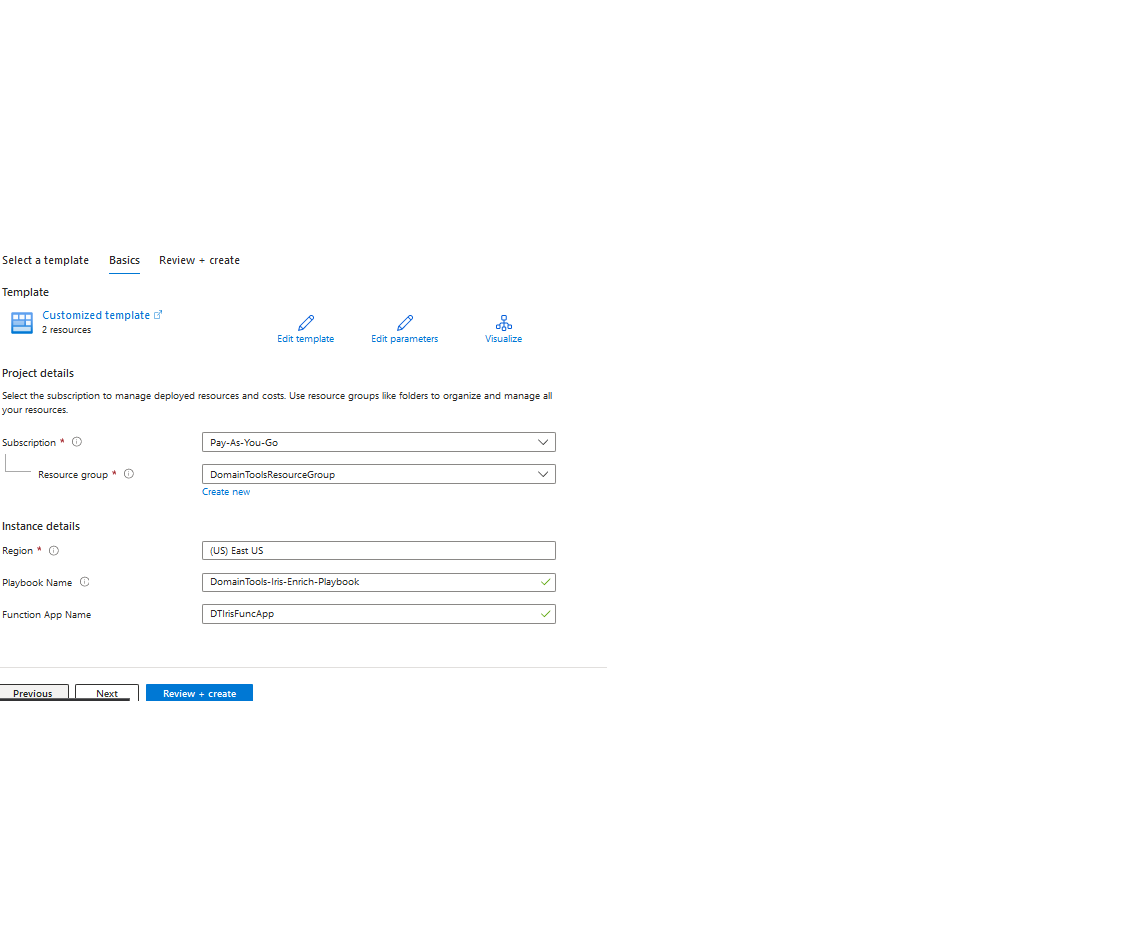 Select a template Basics Review + create
Template
Customized template
2 resources
Edit template Edit parameters Visualize
Project details
Select the subscription to manage deployed resources and costs. Use resource groups like folders to organize and manage all
your resources.
Subscription * Pay-As-You-Go
Resource group * DomainToolsResourceGroup
Create new
Instance details
Region * (US) East US
Playbook Name DomainTools-Iris-Enrich-Playbook
Function App Name DTIrisFuncApp
Previous Next Review + create